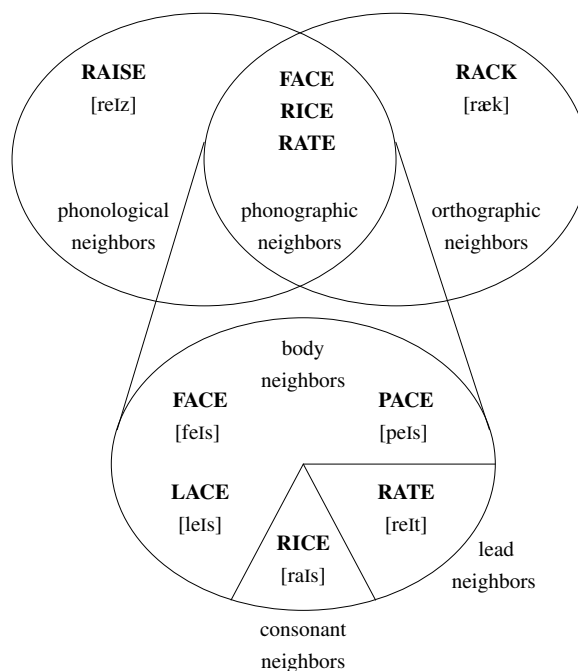 RAISE
[reIz]
FACE
RICE
RATE
RACK
[ræk]
phonological
neighbors
phonographic
neighbors
orthographic
neighbors
body
neighbors
FACE
[feIs]
PACE
[peIs]
LACE
[leIs]
RATE
[reIt]
RICE
[raIs]
lead
neighbors
consonant
neighbors